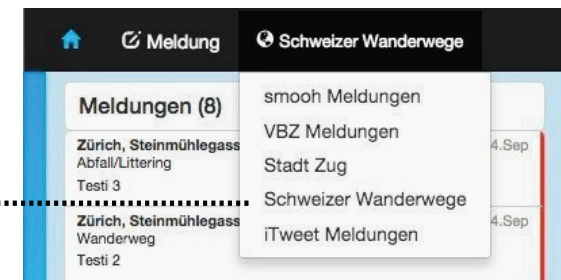 Meldung Schweizer Wanderwege
Meldungen (8)
smooh Meldungen
VBZ Meldungen
Stadt Zug
Schweizer Wanderwege
iTweet Meldungen
Zürich, Steinmühlegass
4.Sep
Abfall/Littering
Testi 3
Zürich, Steinmühlegass
4.Sep
Wanderweg
Testi 2